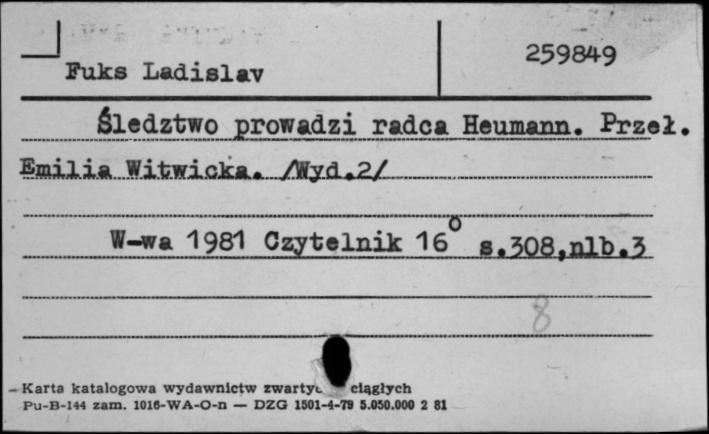 259849
Fuks Ladislav
Śledztwo prowadzi radca Heumann. Przeł.
Emilia Witwicka. /Wyd.2/
W-wa 1981 Czytelnik 16° s.308,nlb.3
8
Karta katalogowa wydawnictw ciągłych
Pu-B-144 zam. 1016-WA-O-n — DZG 1501-4-79 5.050.000 2 81